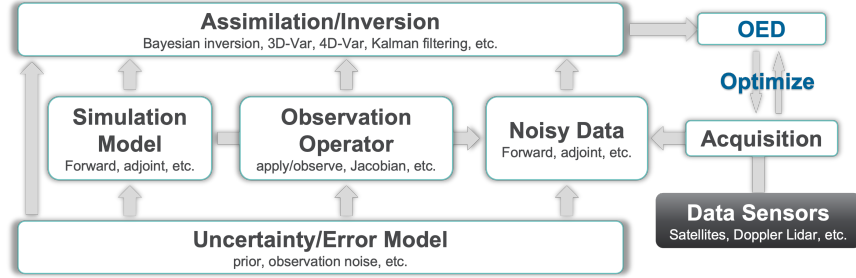 Assimilation/Inversion
Bayesian inversion, 3D-Var, 4D-Var, Kalman filtering, etc.
OED
Optimize
Simulation
Model
Forward, adjoint, etc.
Observation
Operator
apply/observe, Jacobian, etc.
Noisy Data
Forward, adjoint, etc.
Acquisition
Data Sensors
Satellites, Doppler Lidar, etc.
Uncertainty/Error Model
prior, observation noise, etc.